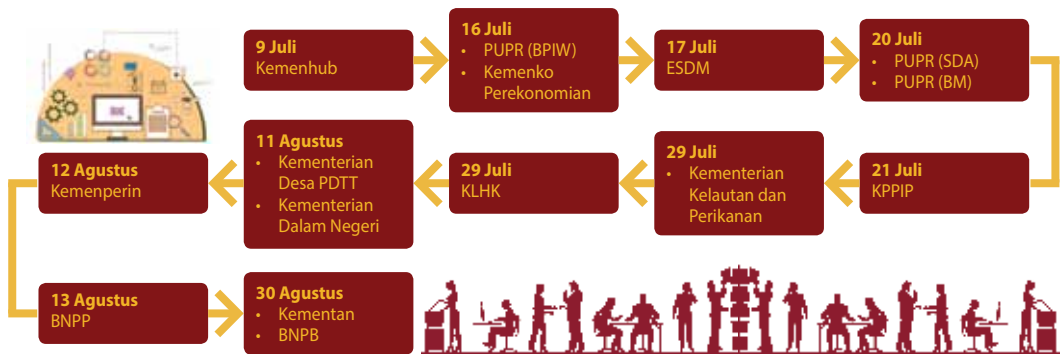 9 Juli
Kemenhub
16 Juli
• PUPR (BPIW)
• Kemenko
Perekonomian
17 Juli
ESDM
20 Juli
• PUPR (SDA)
• PUPR (BM)
21 Juli
KPPIP
29 Juli
• Kementerian
Kelautan dan
Perikanan
29 Juli
KLHK
11 Agustus
• Kementerian
Desa PDTT
• Kementerian
Dalam Negeri
12 Agustus
Kemenperin
13 Agustus
BNPP
30 Agustus
• Kementan
• BNPB